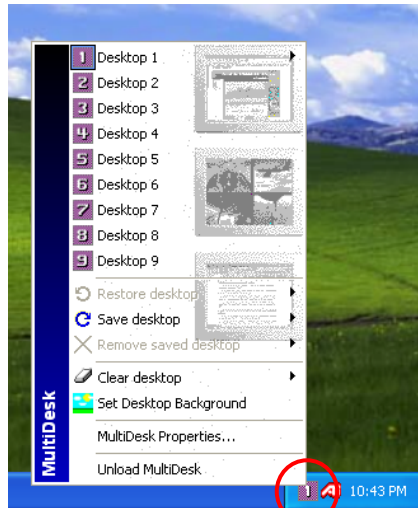 1 Desktop 1
2 Desktop 2
3 Desktop 3
4 Desktop 4
5 Desktop 5
6 Desktop 6
7 Desktop 7
8 Desktop 8
9 Desktop 9
Restore desktop
Save desktop
Remove saved desktop
Clear desktop
Set Desktop Background
MultiDesk Properties...
Unload MultiDesk
MultiDesk
1 10:43 PM